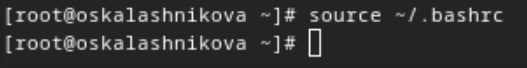 [root@oskalashnikova ~]# source ~/.bashrc
[root@oskalashnikova ~]#